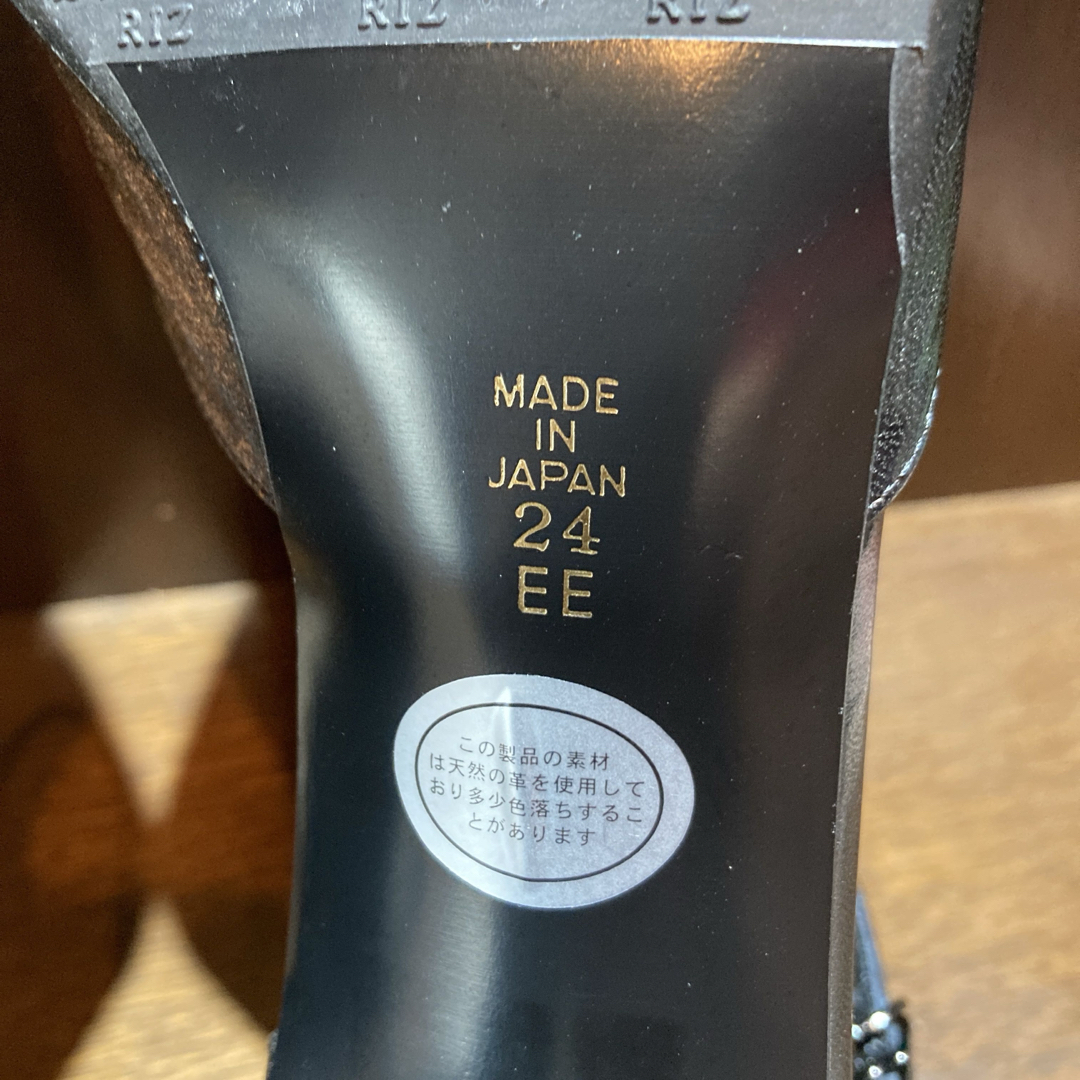 RIZ RIZ RIZ
MADE
IN
JAPAN
24
EE
この製品の素材
は天然の革を使用して
おり多少色落ちするこ
とがあります